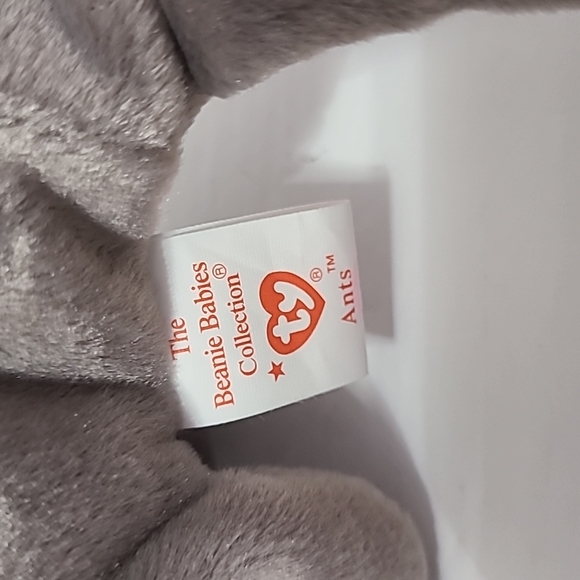 The
Beanie Babies®
Collection
ty®
Ants™